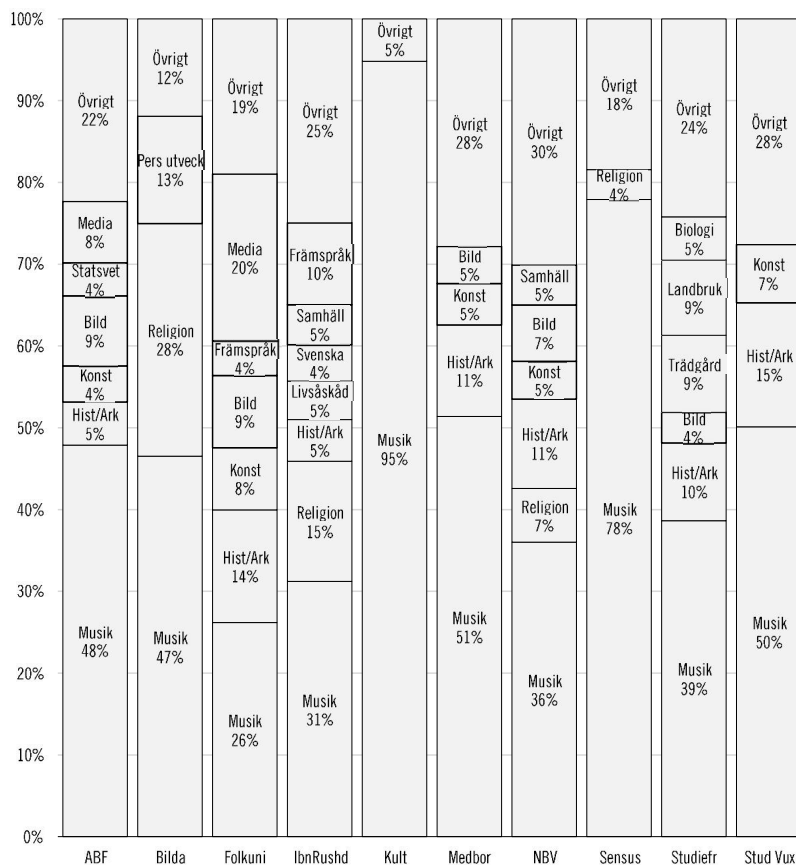 100%
90%
80%
70%
60%
50%
40%
30%
20%
10%
0%
Övrigt
22%
Media
8%
Statsvet
4%
Bild
9%
Konst
4%
Hist/Ark
5%
Musik
48%
ABF
Övrigt
12%
Pers utveck
13%
Religion
28%
Musik
47%
Bilda
Övrigt
19%
Media
20%
Främspråk
4%
Bild
9%
Konst
8%
Hist/Ark
14%
Musik
26%
Folkuni
Övrigt
25%
Främspråk
10%
Samhäll
5%
Svenska
4%
Livsåskåd
5%
Hist/Ark
5%
Religion
15%
Musik
31%
IbnRushd
Övrigt
5%
Musik
95%
Kult
Övrigt
28%
Bild
5%
Konst
5%
Hist/Ark
11%
Musik
51%
Medbor
Övrigt
30%
Samhäll
5%
Bild
7%
Konst
5%
Hist/Ark
11%
Religion
7%
Musik
36%
NBV
Övrigt
18%
Religion
4%
Musik
78%
Sensus
Övrigt
24%
Biologi
5%
Landbruk
9%
Trädgård
9%
Bild
4%
Hist/Ark
10%
Musik
39%
Studiefr
Övrigt
28%
Konst
7%
Hist/Ark
15%
Musik
50%
Stud Vux